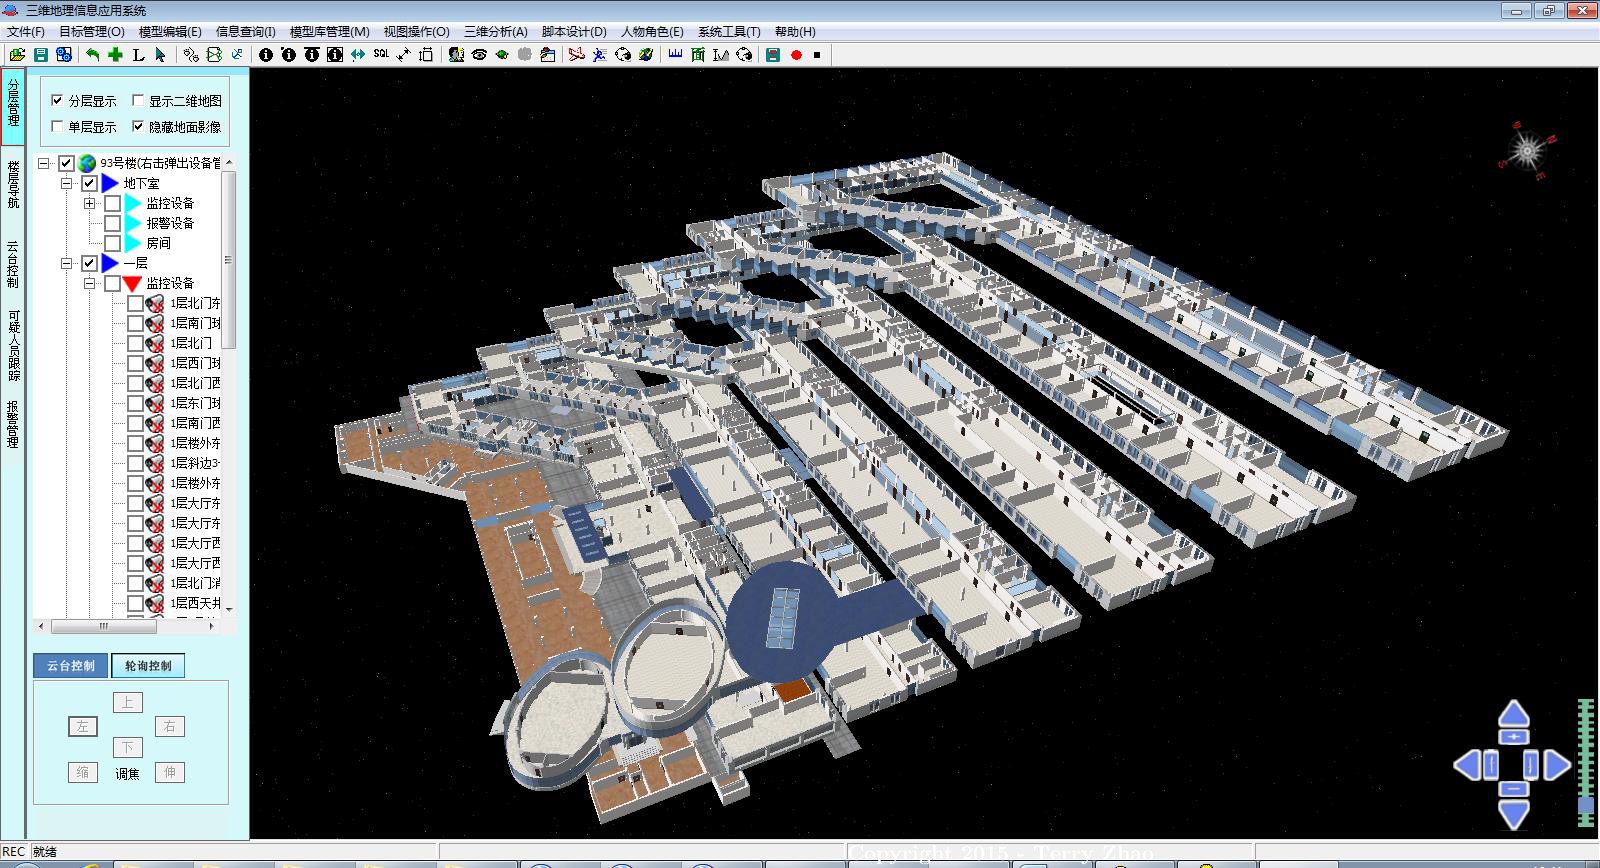 三维地理信息应用系统
文件(F) 目标管理(O) 模型编辑(E) 信息查询(I) 模型库管理(M) 视图操作(O) 三维分析(A) 脚本设计(D) 人物角色(E) 系统工具(T) 帮助(H)
SQL
分层管理
楼层导航
云台控制
可疑人员跟踪
报警管理
分层显示 显示二维地图
单层显示 隐藏地面影像
93号楼(右击弹出设备管
地下室
监控设备
报警设备
房间
一层
监控设备
1层北门东
1层南门球
1层北门
1层西门球
1层北门西
1层东门球
1层南门西
1层楼外东
1层斜边3-
1层楼外东
1层大厅东
1层大厅东
1层大厅西
1层大厅西
1层北门消
1层西天井
云台控制 轮询控制
上
左 右
下
缩 调焦 伸
REC 就绪
Copyright 2015 - Terry Zhao